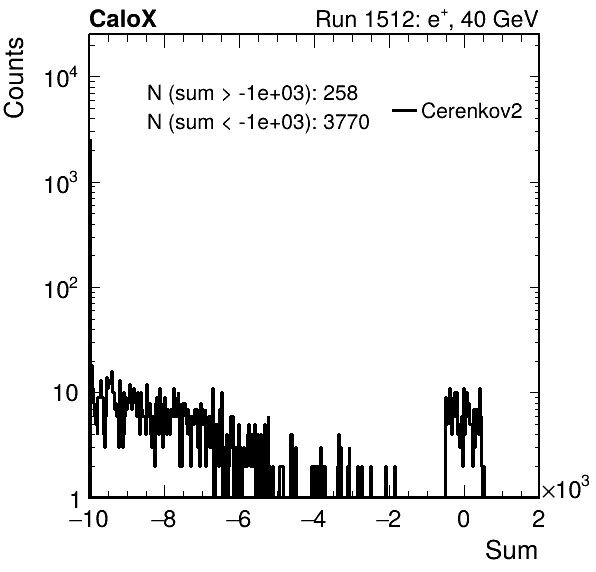 CaloX Run 1512: e⁺, 40 GeV
Counts
N (sum > -1e+03): 258
N (sum < -1e+03): 3770
Cerenkov2
10⁴
10³
10²
10
1
−10 −8 −6 −4 −2 0 2
×10³
Sum